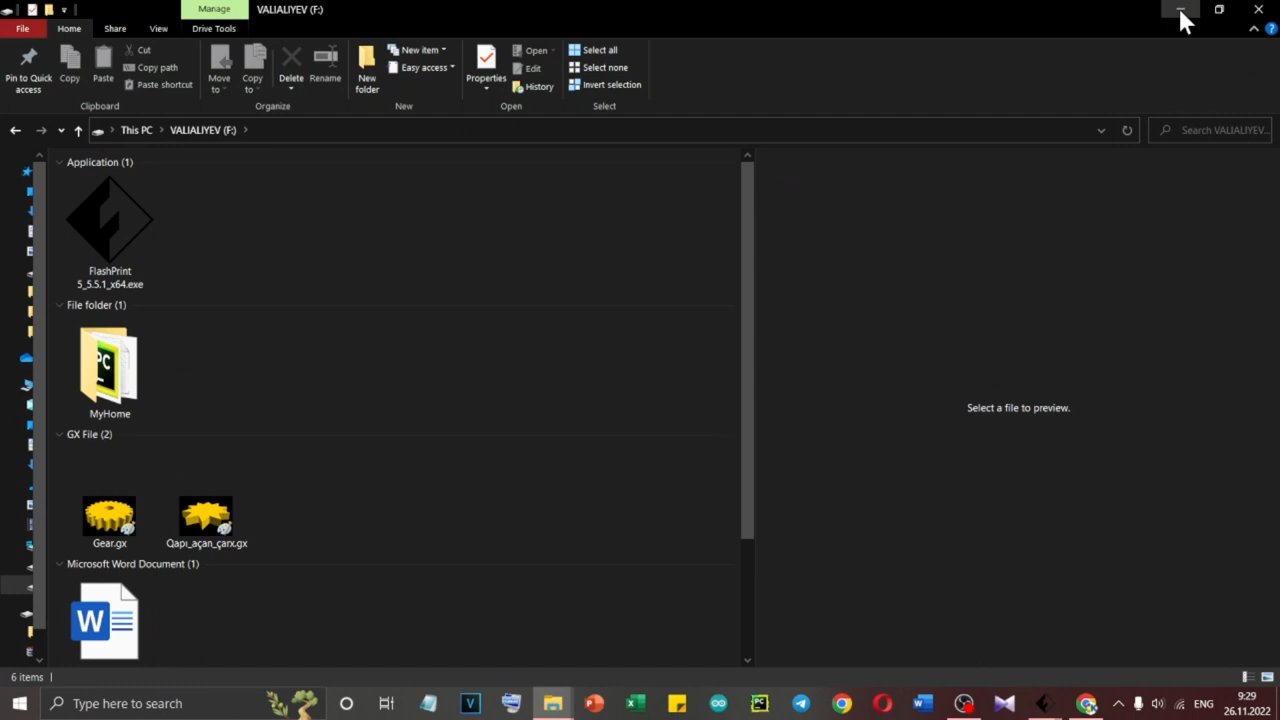 Manage
VALIALIYEV (F:)
File
Home
Share
View
Drive Tools
Pin to Quick access
Copy
Paste
Cut
Copy path
Paste shortcut
Clipboard
Move to
Copy to
Delete
Rename
Organize
New folder
New item
Easy access
New
Properties
Open
Edit
History
Open
Select all
Select none
Invert selection
Select
This PC
VALIALIYEV (F:)
Search VALIALIYEV...
Application (1)
FlashPrint
5_5.5.1_x64.exe
File folder (1)
PC
MyHome
GX File (2)
Gear.gx
Qapı_açan_çarx.gx
Microsoft Word Document (1)
W
Select a file to preview.
6 items
Type here to search
ENG
9:29
26.11.2022